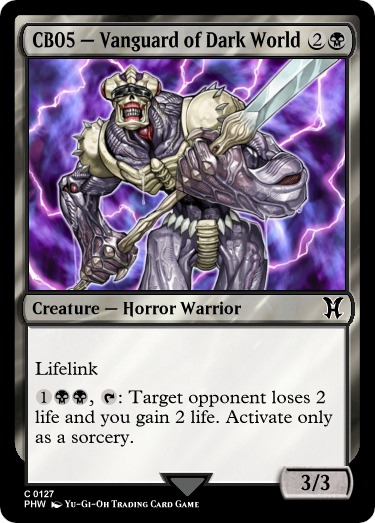 CB05 — Vanguard of Dark World 2
Creature — Horror Warrior
Lifelink
1, : Target opponent loses 2
life and you gain 2 life. Activate only
as a sorcery.
3/3
C 0127
PHW Yu-Gi-Oh Trading Card Game